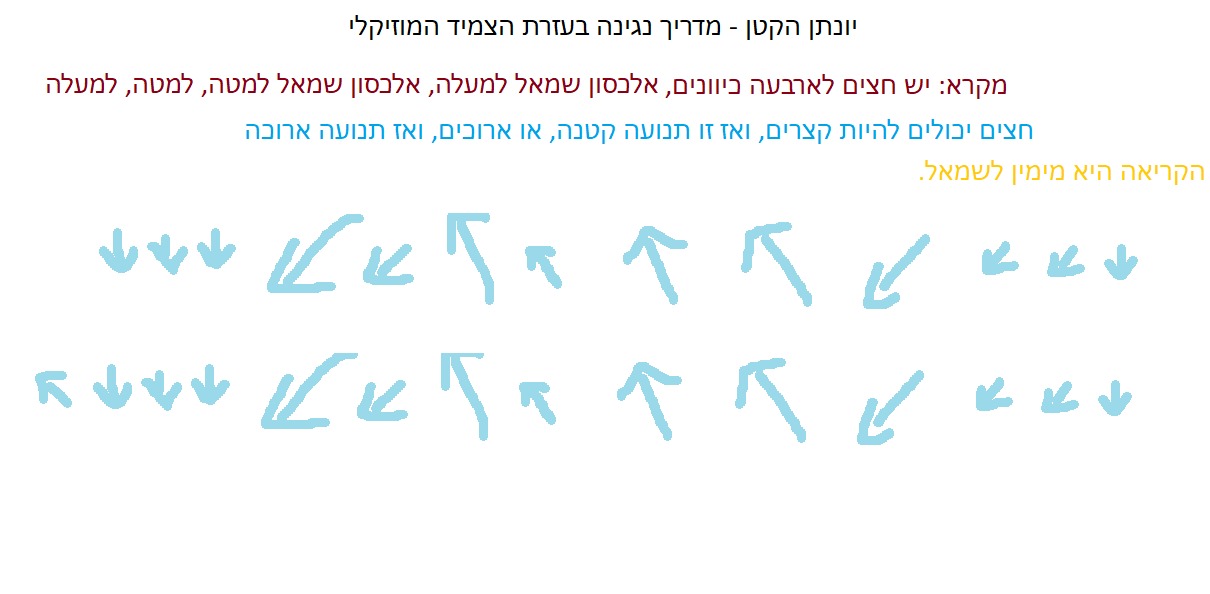 יונתן הקטן - מדריך נגינה בעזרת הצמיד המוזיקלי
מקרא: יש חצים לארבעה כיוונים, אלכסון שמאל למעלה, אלכסון שמאל למטה, למטה, למעלה
חצים יכולים להיות קצרים, ואז זו תנועה קטנה, או ארוכים, ואז תנועה ארוכה
הקריאה היא מימין לשמאל.